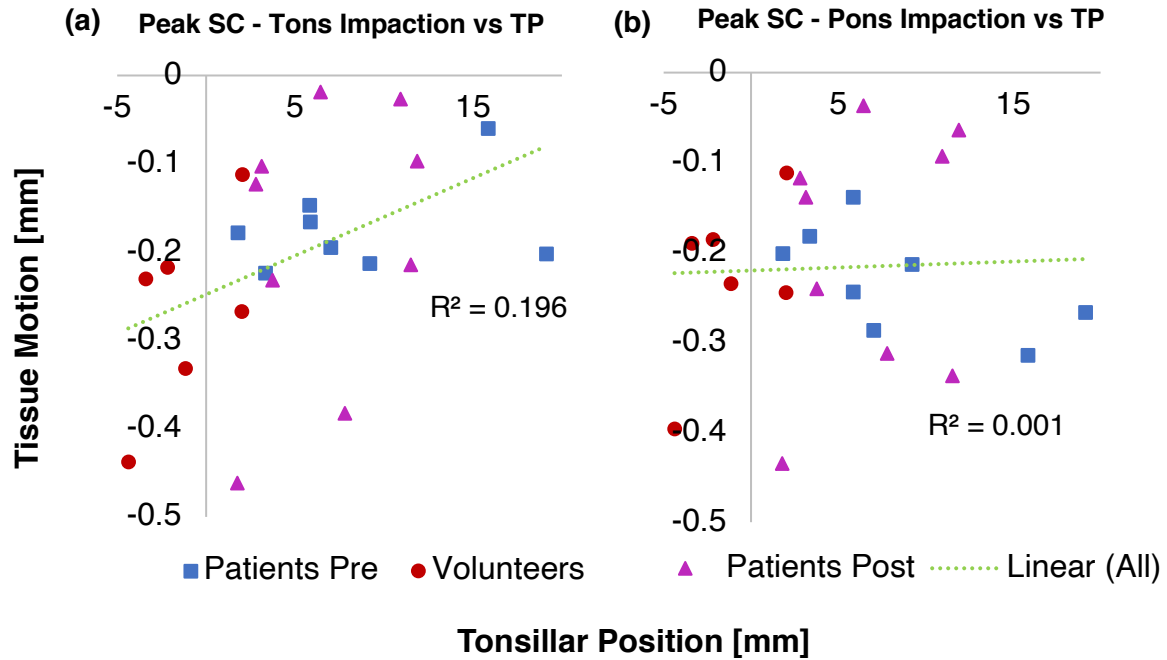 (a) Peak SC - Tons Impaction vs TP
0
-5 5 15
-0.1
-0.2
-0.3
-0.4
-0.5
R² = 0.196
(b) Peak SC - Pons Impaction vs TP
0
-5 5 15
-0.1
-0.2
-0.3
-0.4
-0.5
R² = 0.001
Tissue Motion [mm]
Patients Pre Volunteers Patients Post Linear (All)
Tonsillar Position [mm]